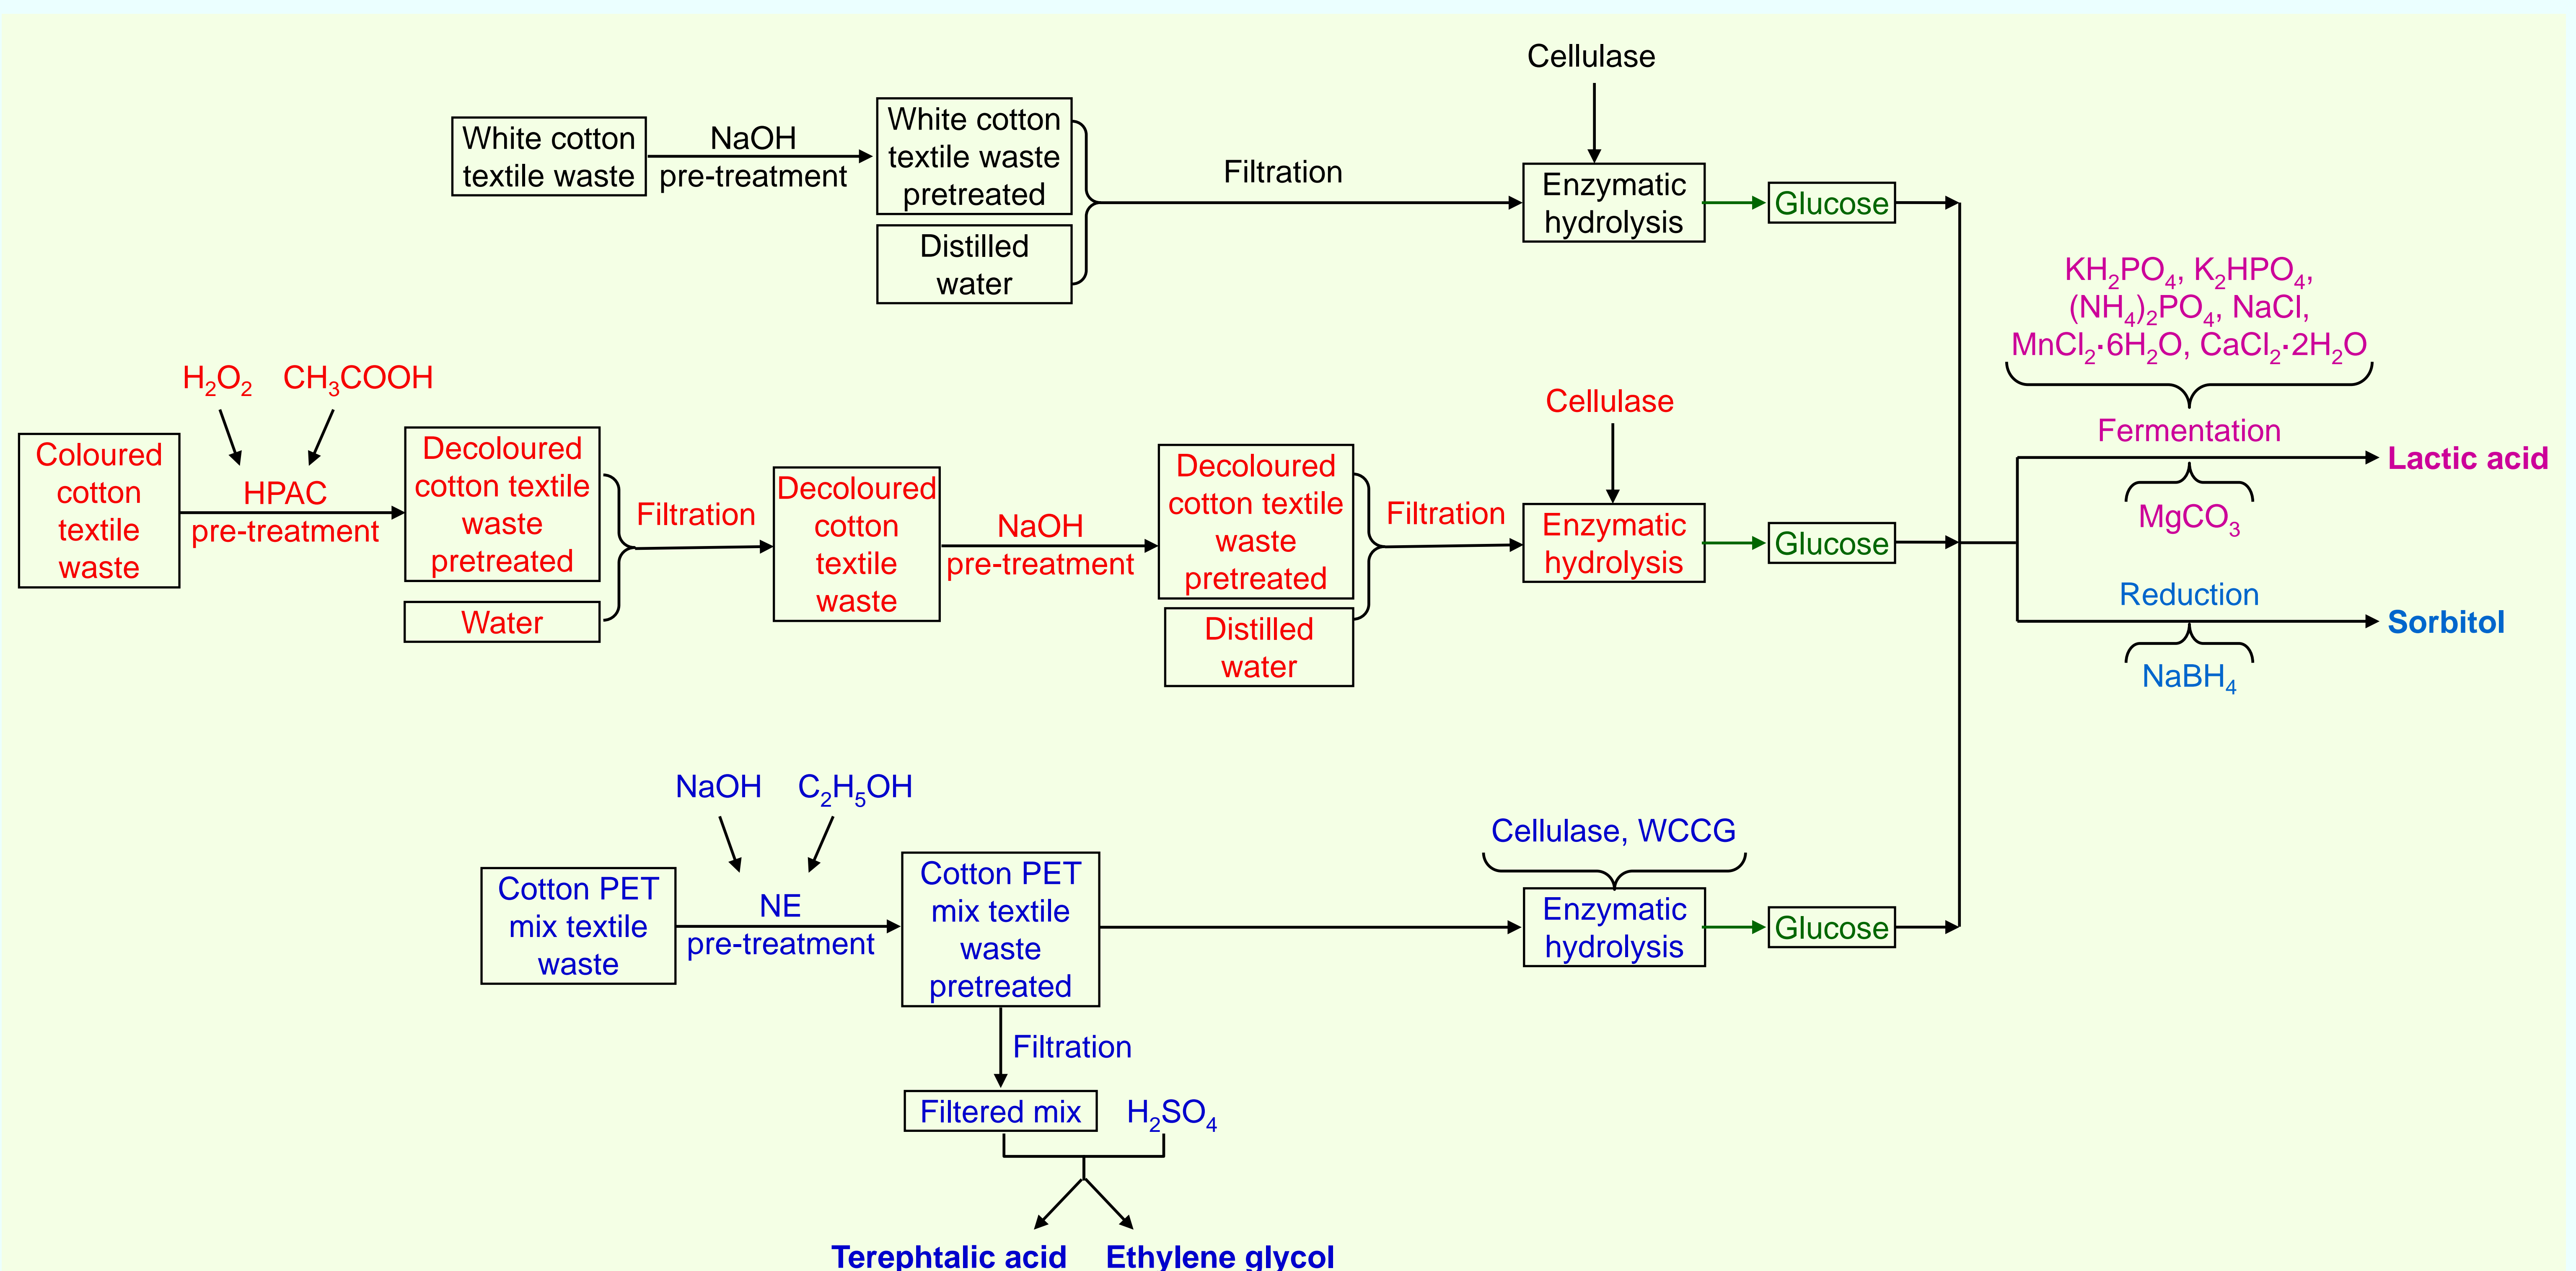 Cellulase
White cotton
textile waste
NaOH
pre-treatment
White cotton
textile waste
pretreated
Distilled
water
Filtration
Enzymatic
hydrolysis
Glucose
H₂O₂
CH₃COOH
Coloured
cotton
textile
waste
HPAC
pre-treatment
Decoloured
cotton textile
waste
pretreated
Water
Filtration
Decoloured
cotton
textile
waste
NaOH
pre-treatment
Decoloured
cotton textile
waste
pretreated
Distilled
water
Filtration
Cellulase
Enzymatic
hydrolysis
Glucose
KH₂PO₄, K₂HPO₄,
(NH₄)₂PO₄, NaCl,
MnCl₂·6H₂O, CaCl₂·2H₂O
Fermentation
MgCO₃
Lactic acid
Reduction
NaBH₄
Sorbitol
NaOH
C₂H₅OH
Cotton PET
mix textile
waste
NE
pre-treatment
Cotton PET
mix textile
waste
pretreated
Cellulase, WCCG
Enzymatic
hydrolysis
Glucose
Filtration
Filtered mix
H₂SO₄
Terephtalic acid
Ethylene glycol